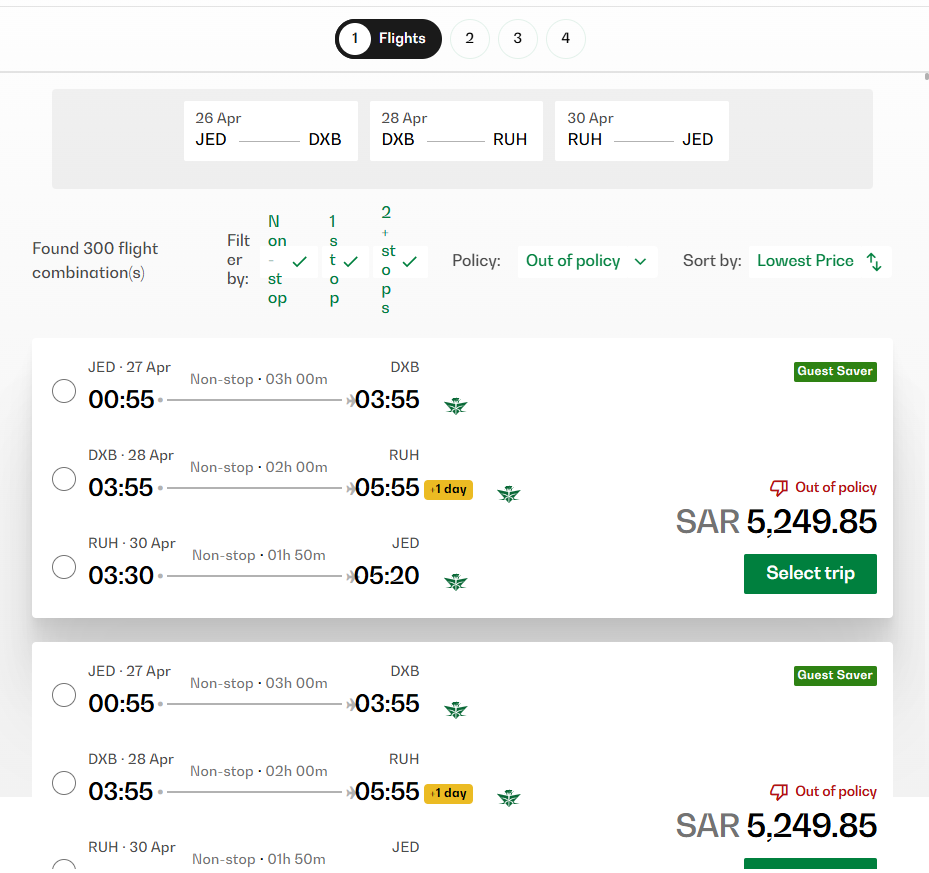 1 Flights 2 3 4
26 Apr
JED DXB
28 Apr
DXB RUH
30 Apr
RUH JED
Found 300 flight
combination(s)
Filt
er
by:
N
on
-
st
op
1
s
t
o
p
2
+
st
o
p
s
Policy: Out of policy
Sort by: Lowest Price
JED · 27 Apr DXB
Non-stop · 03h 00m
00:55 03:55
Guest Saver
DXB · 28 Apr RUH
Non-stop · 02h 00m
03:55 05:55 +1 day
RUH · 30 Apr JED
Non-stop · 01h 50m
03:30 05:20
Out of policy
SAR 5,249.85
Select trip
JED · 27 Apr DXB
Non-stop · 03h 00m
00:55 03:55
Guest Saver
DXB · 28 Apr RUH
Non-stop · 02h 00m
03:55 05:55 +1 day
Out of policy
SAR 5,249.85
RUH · 30 Apr JED
Non-stop · 01h 50m